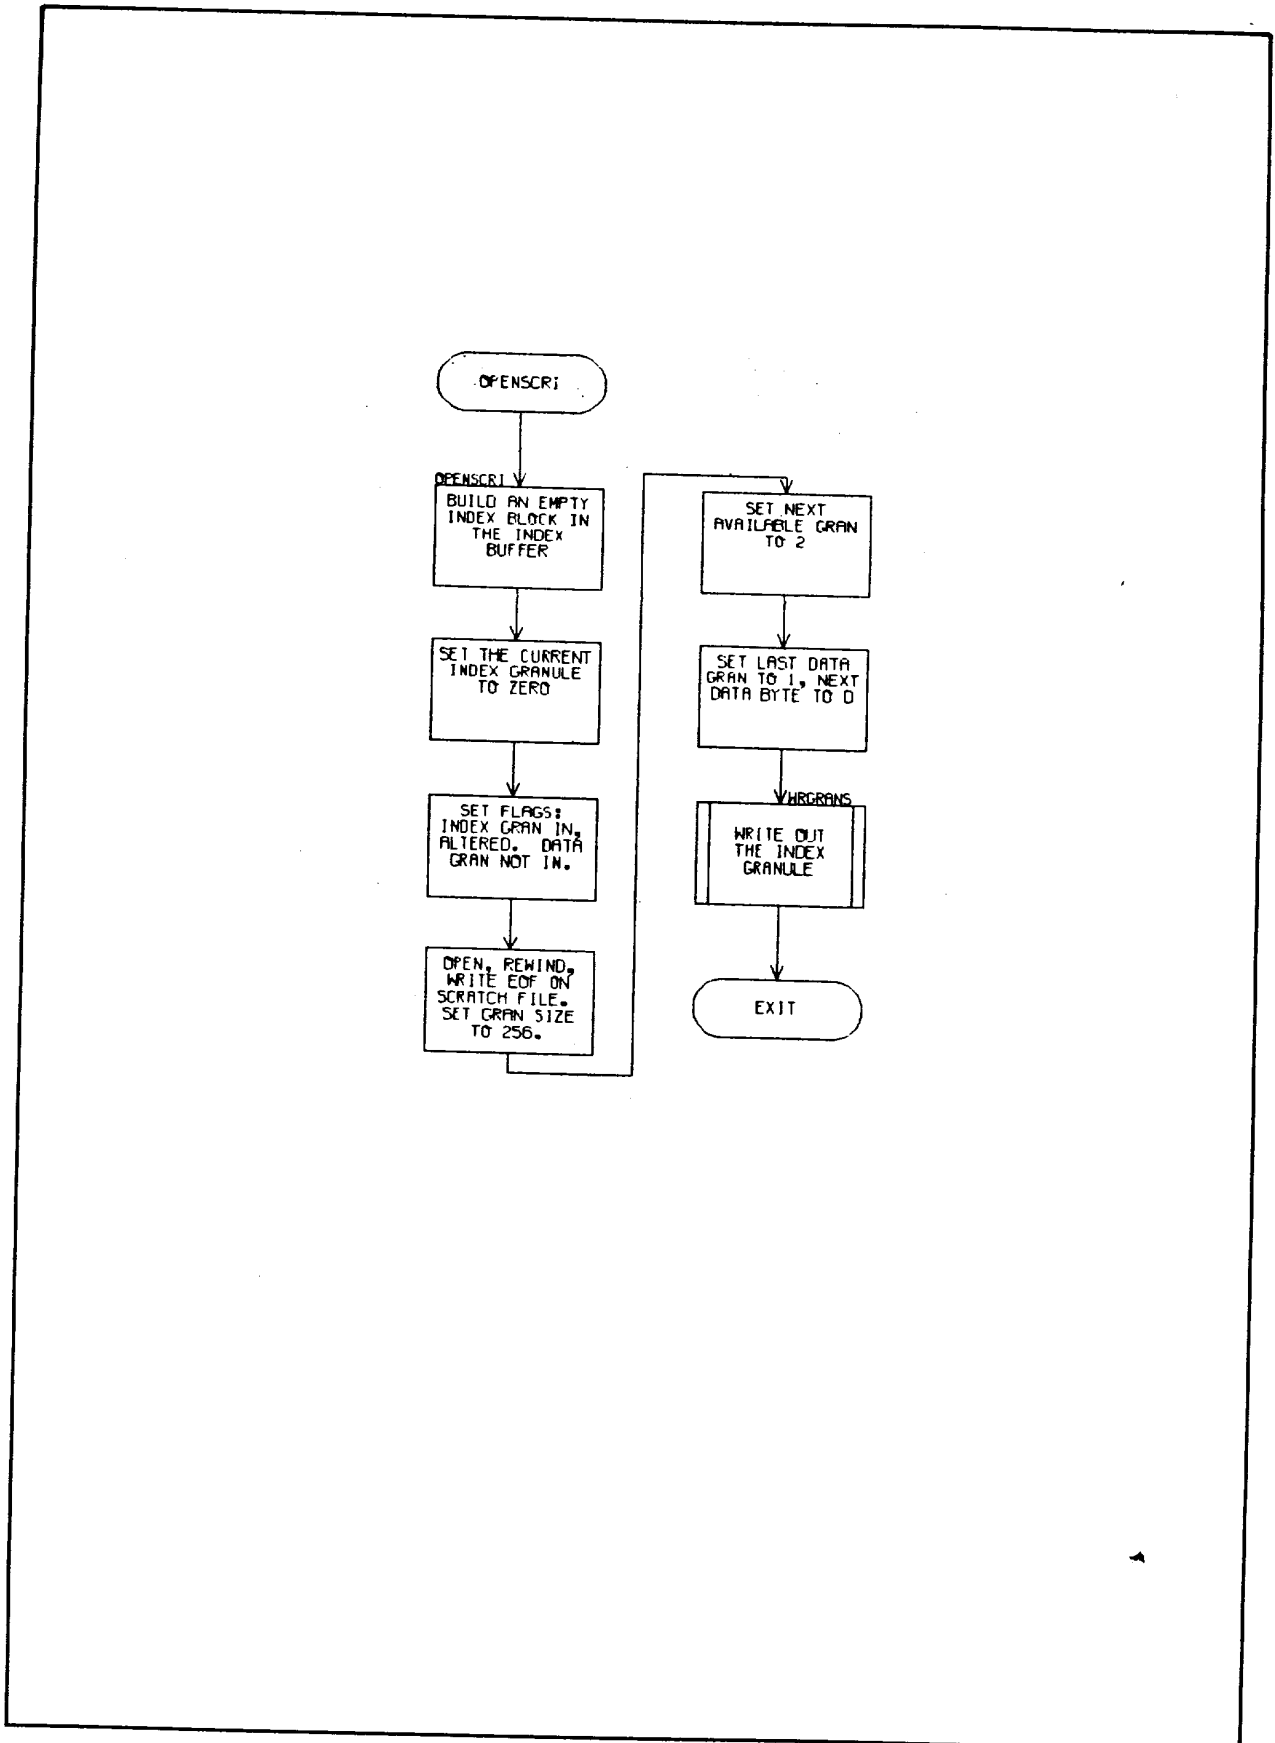 OPENSCRI
OPENSCRI
BUILD AN EMPTY
INDEX BLOCK IN
THE INDEX
BUFFER
SET THE CURRENT
INDEX GRANULE
TO ZERO
SET FLAGS:
INDEX GRAN IN,
ALTERED. DATA
GRAN NOT IN.
OPEN, REWIND,
WRITE EOF ON
SCRATCH FILE.
SET GRAN SIZE
TO 256.
SET NEXT
AVAILABLE GRAN
TO 2
SET LAST DATA
GRAN TO 1, NEXT
DATA BYTE TO 0
WRGRANS
WRITE OUT
THE INDEX
GRANULE
EXIT